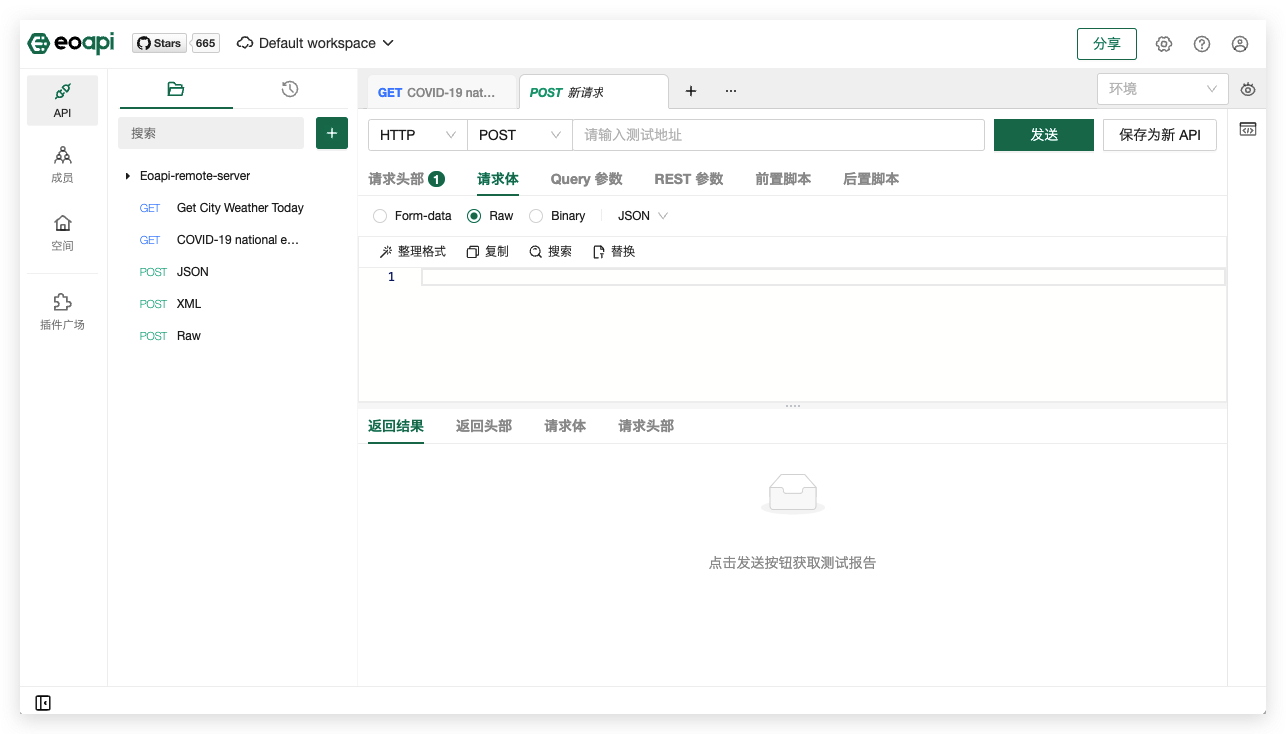 eoapi Stars 665 Default workspace 分享
API
成员
空间
插件广场
搜索 +
Eoapi-remote-server
GET Get City Weather Today
GET COVID-19 national e...
POST JSON
POST XML
POST Raw
GET COVID-19 nat... POST 新请求 + ... 环境
HTTP POST 请输入测试地址 发送 保存为新 API
请求头部 1 请求体 Query 参数 REST 参数 前置脚本 后置脚本
Form-data Raw Binary JSON
整理格式 复制 搜索 替换
1
返回结果 返回头部 请求体 请求头部
点击发送按钮获取测试报告